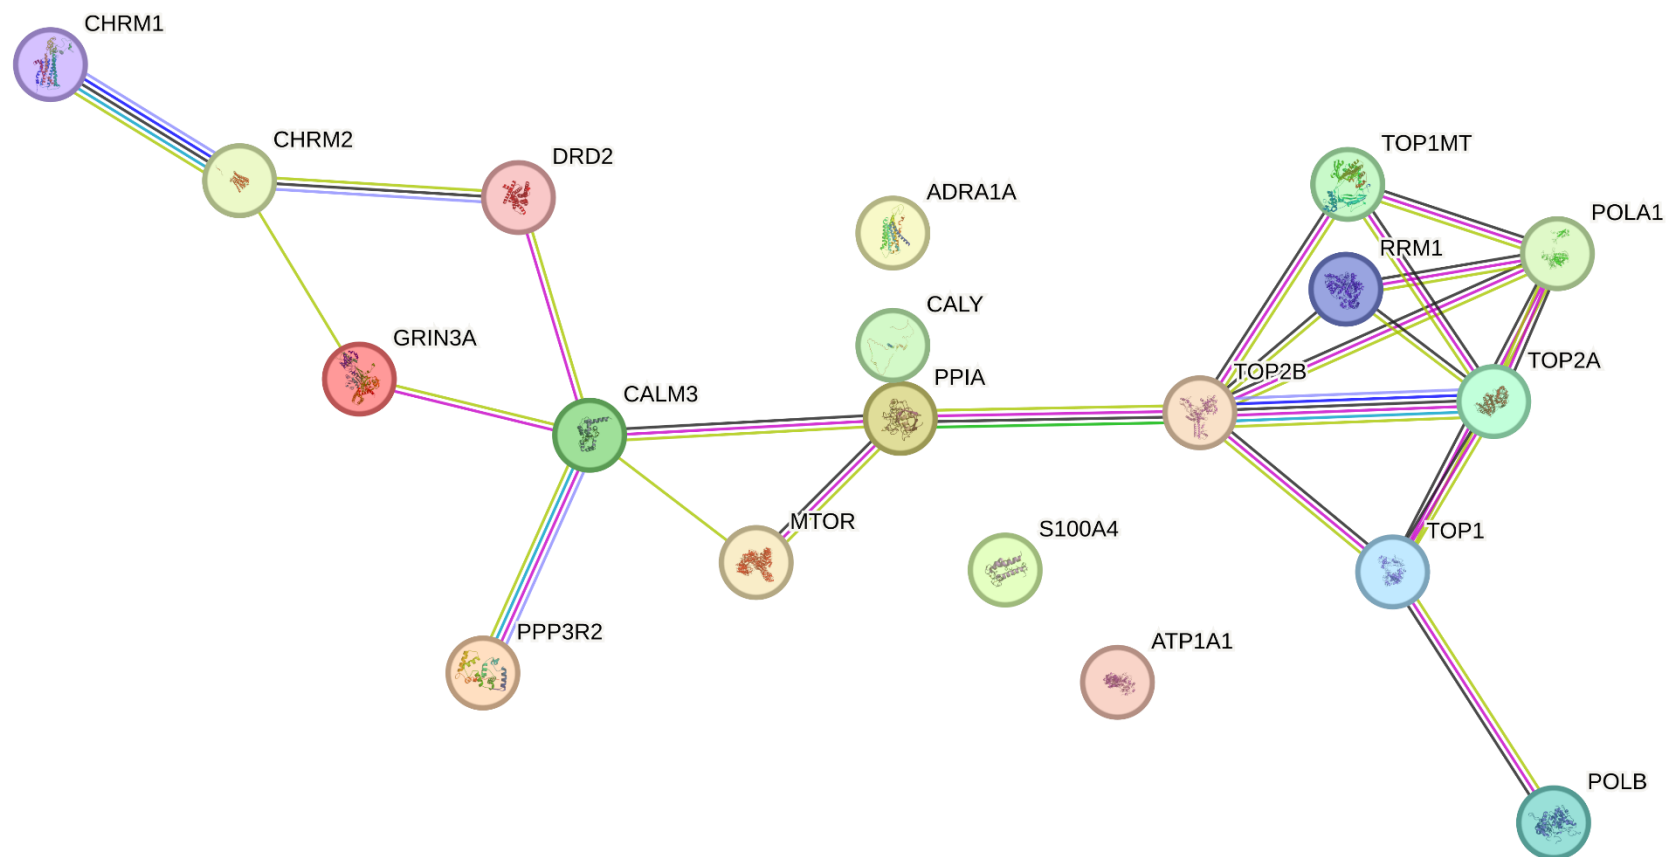 CHRM1
CHRM2
DRD2
TOP1MT
ADRA1A
POLA1
RRM1
CALY
GRIN3A
TOP2B
PPIA
TOP2A
CALM3
MTOR
S100A4
TOP1
PPP3R2
ATP1A1
POLB